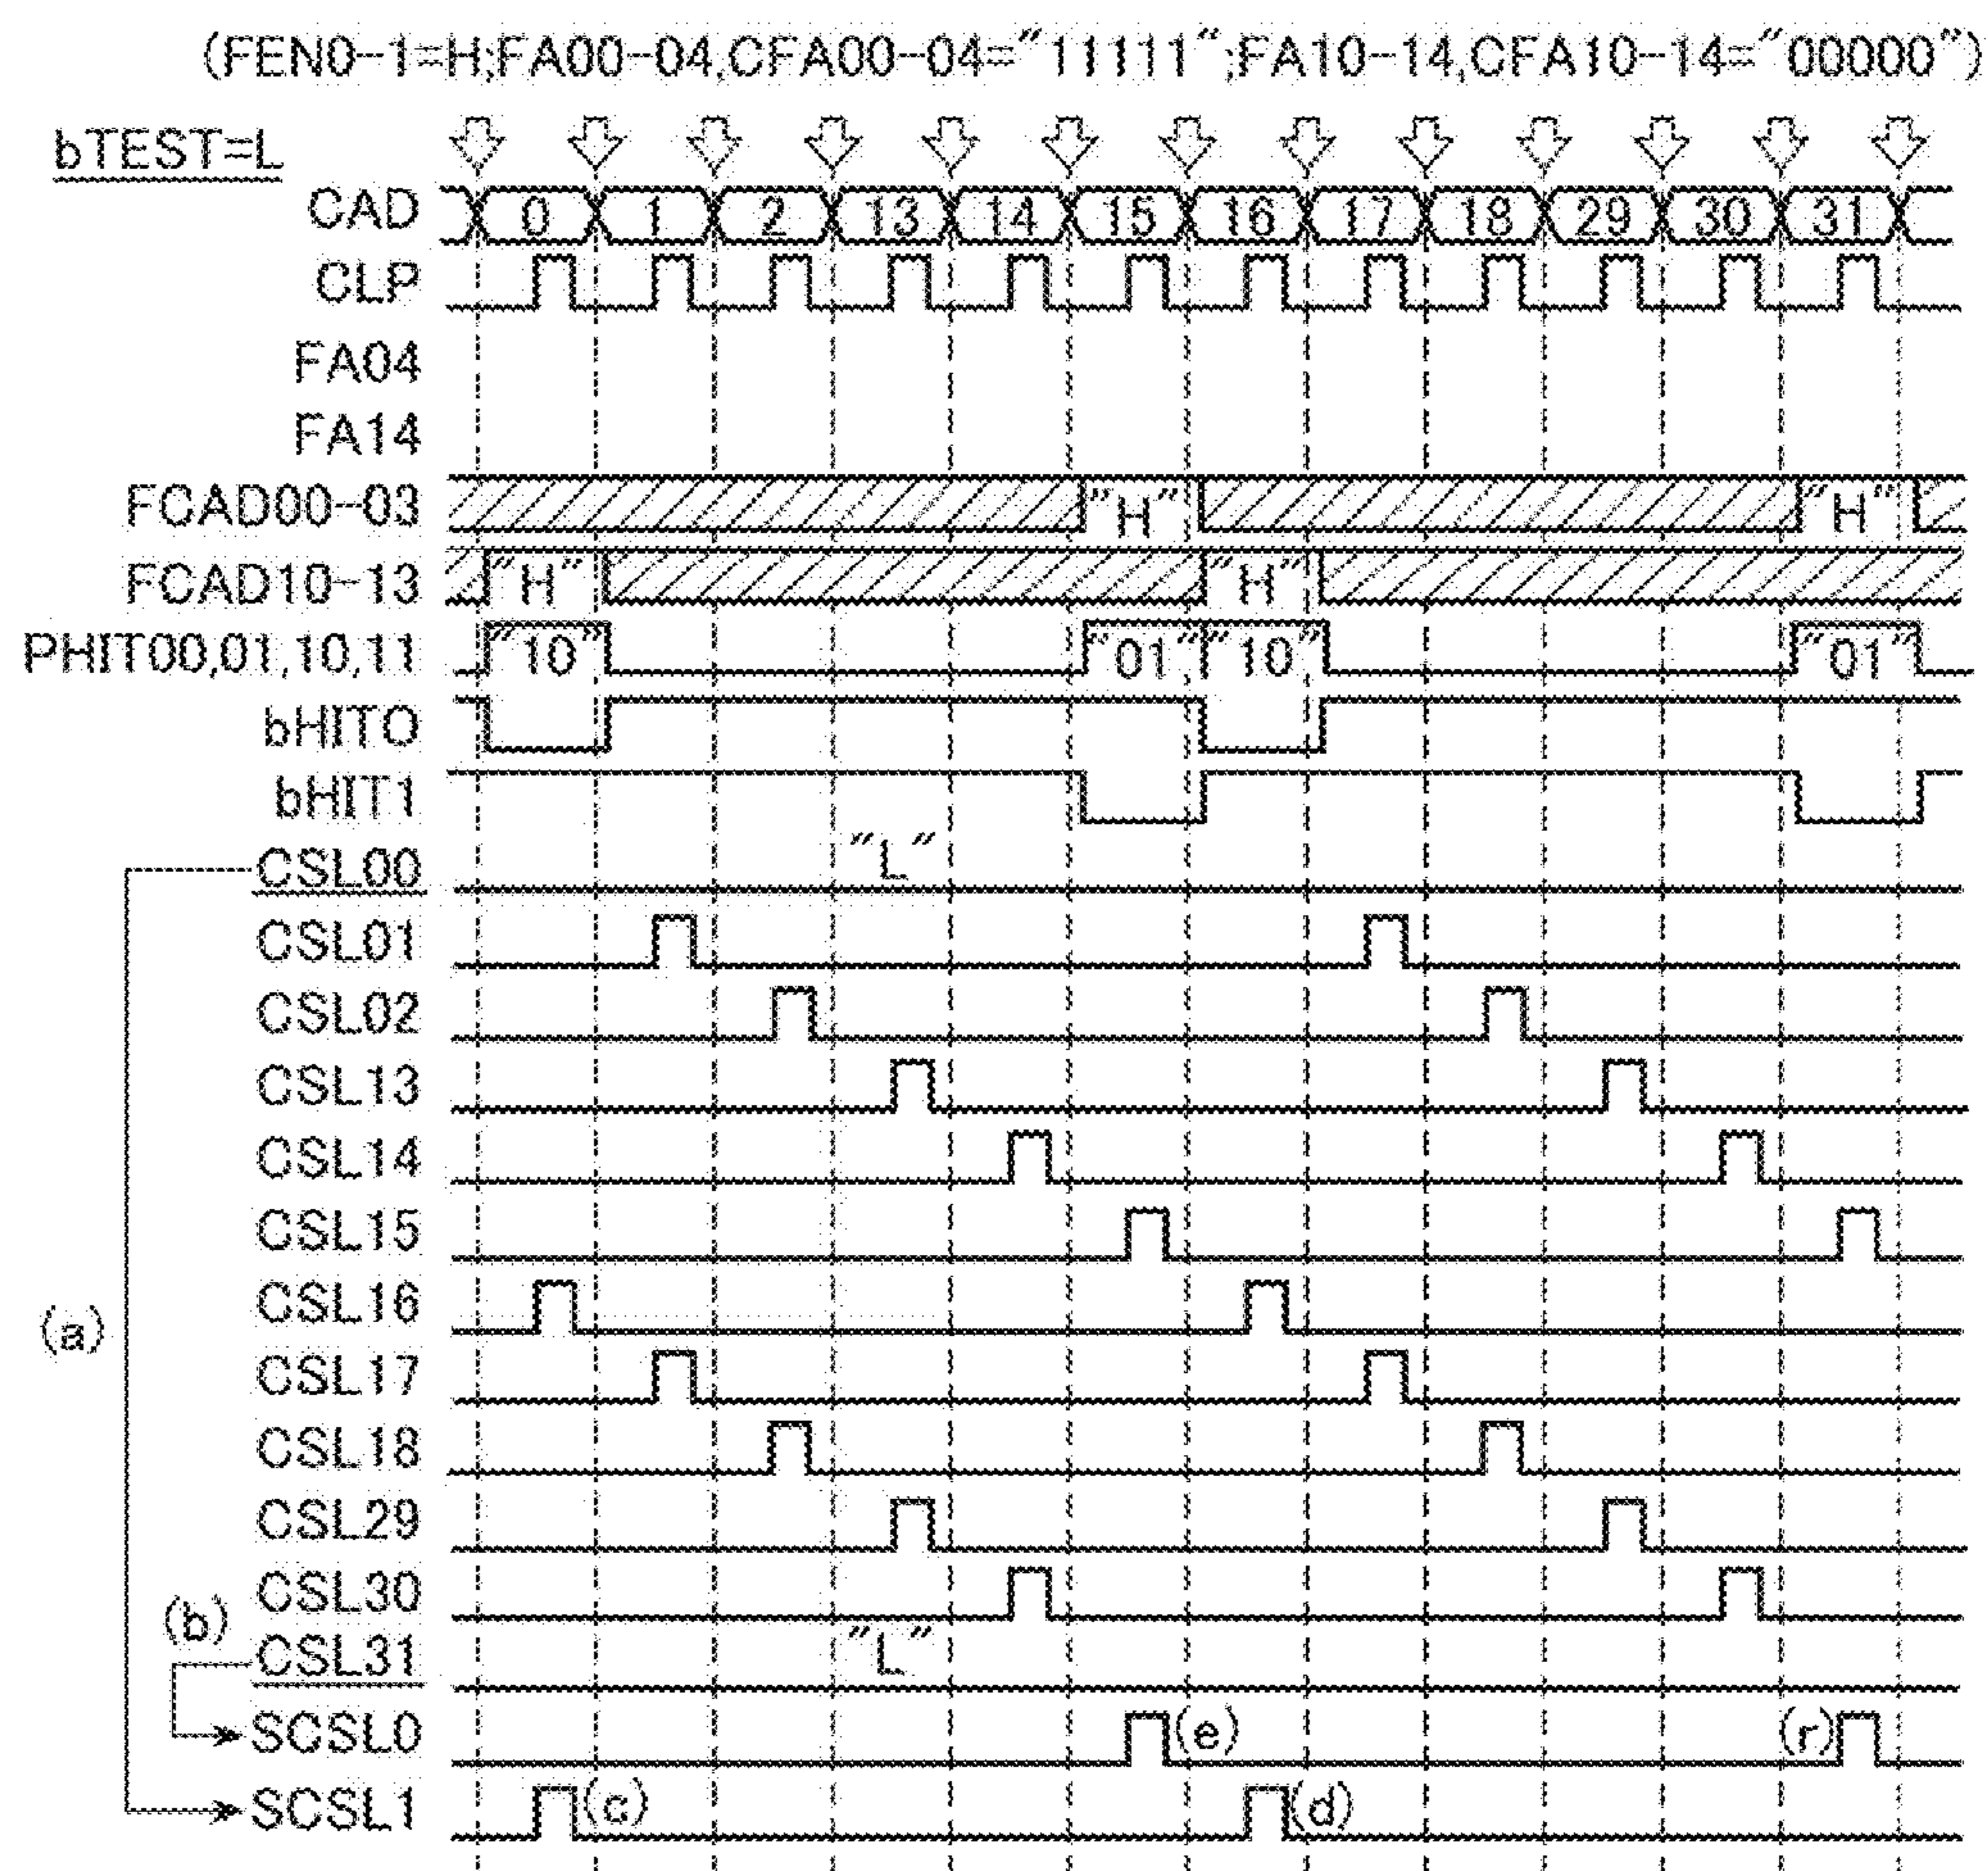 (FEN0-1=H;FA00-04,CFA00-04="11111";FA10-14,CFA10-14="00000")
bTEST=L
CAD 0 1 2 13 14 15 16 17 18 29 30 31
CLP
FA04
FA14
FCAD00-03 "H" "H"
FCAD10-13 "H" "H"
PHIT00,01,10,11 "10" "01" "10" "01"
bHIT0
bHIT1
CSL00 "L"
CSL01
CSL02
CSL13
CSL14
CSL15
(a) CSL16
CSL17
CSL18
CSL29
CSL30
(b) CSL31 "L"
SCSL0 (e) (r)
SCSL1 (c) (d)